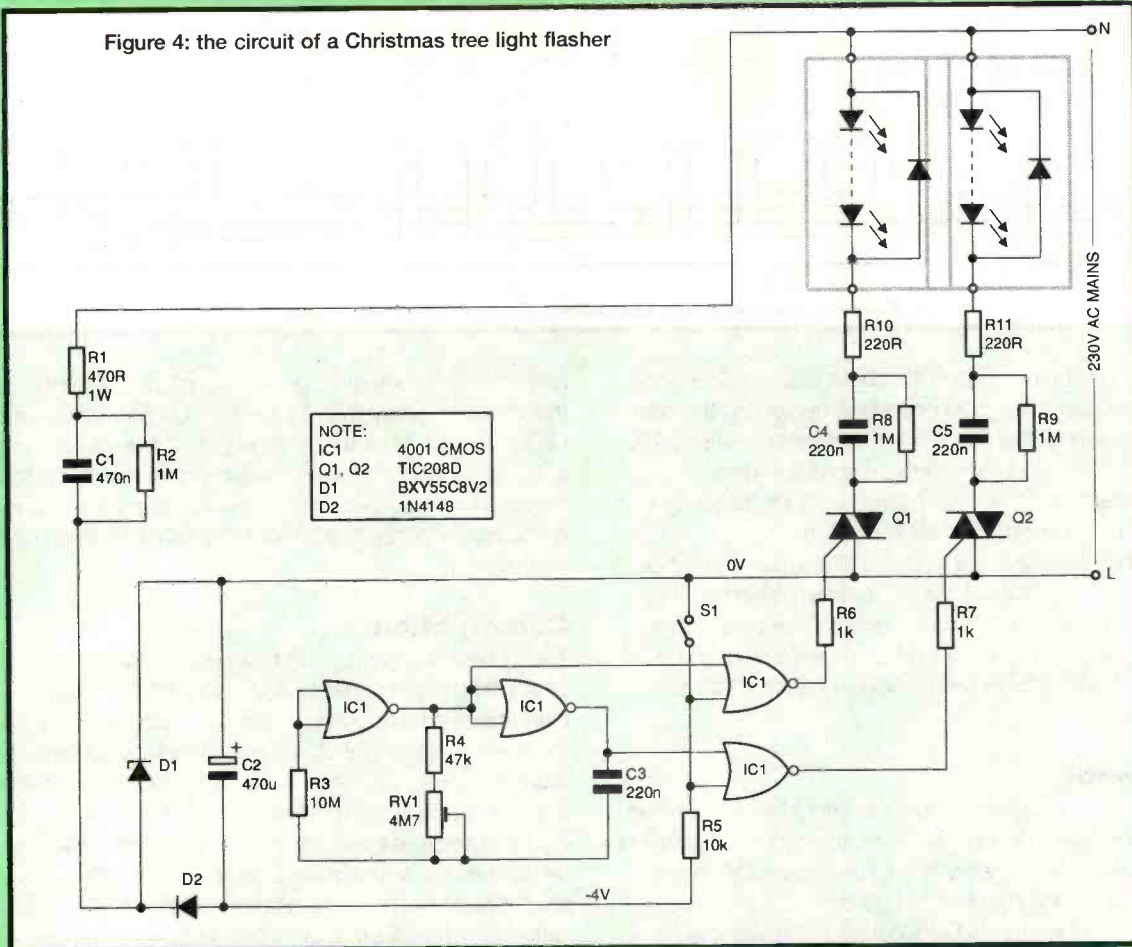 Figure 4: the circuit of a Christmas tree light flasher
N
R1
470R
1W
C1
470n
R2
1M
NOTE:
IC1 4001 CMOS
Q1, Q2 TIC208D
D1 BXY55C8V2
D2 1N4148
R10
220R
R11
220R
230V AC MAINS
C4
220n
R8
1M
C5
220n
R9
1M
Q1
Q2
0V
L
S1
R6
1k
R7
1k
IC1
IC1
IC1
IC1
D1
C2
470u
+
R3
10M
R4
47k
RV1
4M7
C3
220n
R5
10k
D2
-4V